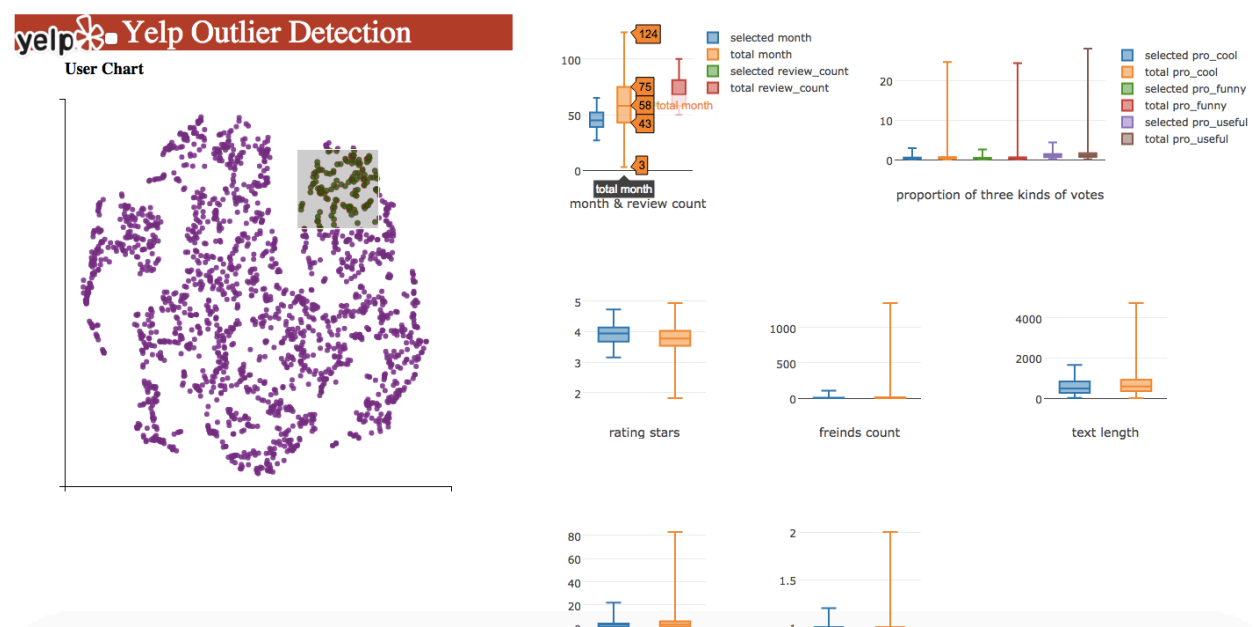 yelp Yelp Outlier Detection
User Chart
124
100
75
58
total month
50
43
3
0
total month
month & review count
selected month
total month
selected review_count
total review_count
20
10
0
proportion of three kinds of votes
selected pro_cool
total pro_cool
selected pro_funny
total pro_funny
selected pro_useful
total pro_useful
5
4
3
2
rating stars
1000
500
0
freinds count
4000
2000
0
text length
80
60
40
20
0
2
1.5
1